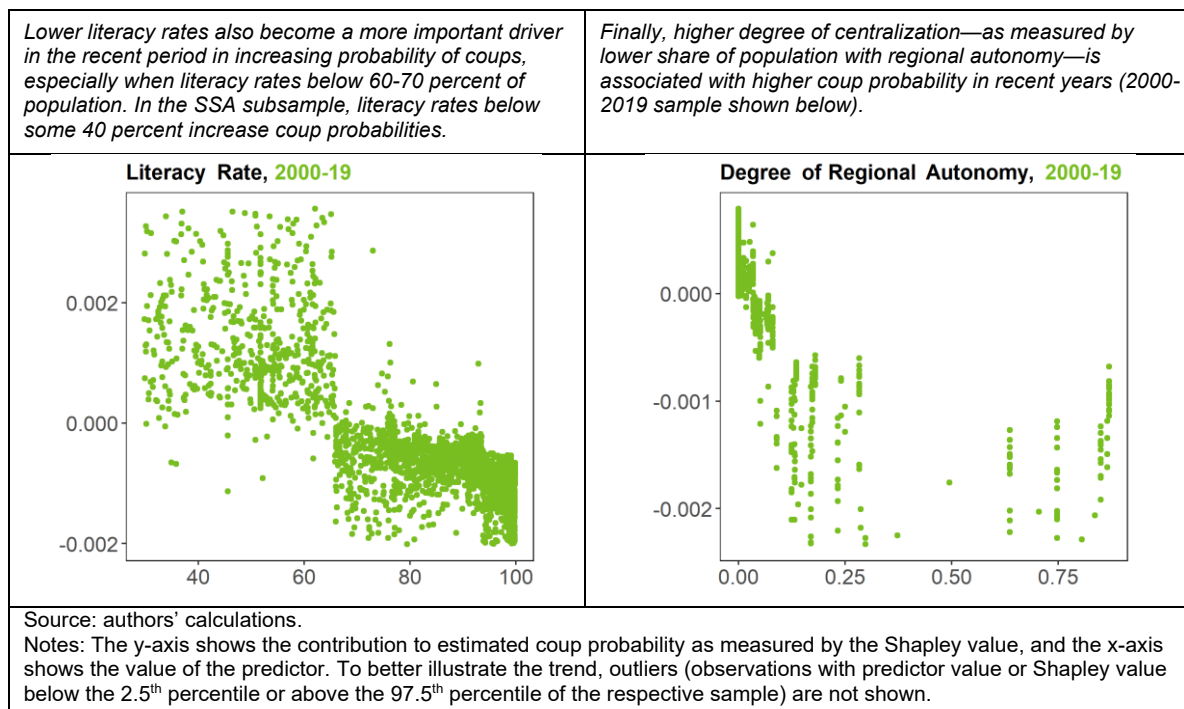 Lower literacy rates also become a more important driver
in the recent period in increasing probability of coups,
especially when literacy rates below 60-70 percent of
population. In the SSA subsample, literacy rates below
some 40 percent increase coup probabilities.
Finally, higher degree of centralization—as measured by
lower share of population with regional autonomy—is
associated with higher coup probability in recent years (2000-
2019 sample shown below).
Literacy Rate, 2000-19
0.002
0.000
-0.002
40 60 80 100
Degree of Regional Autonomy, 2000-19
0.000
-0.001
-0.002
0.00 0.25 0.50 0.75
Source: authors’ calculations.
Notes: The y-axis shows the contribution to estimated coup probability as measured by the Shapley value, and the x-axis
shows the value of the predictor. To better illustrate the trend, outliers (observations with predictor value or Shapley value
below the 2.5th percentile or above the 97.5th percentile of the respective sample) are not shown.